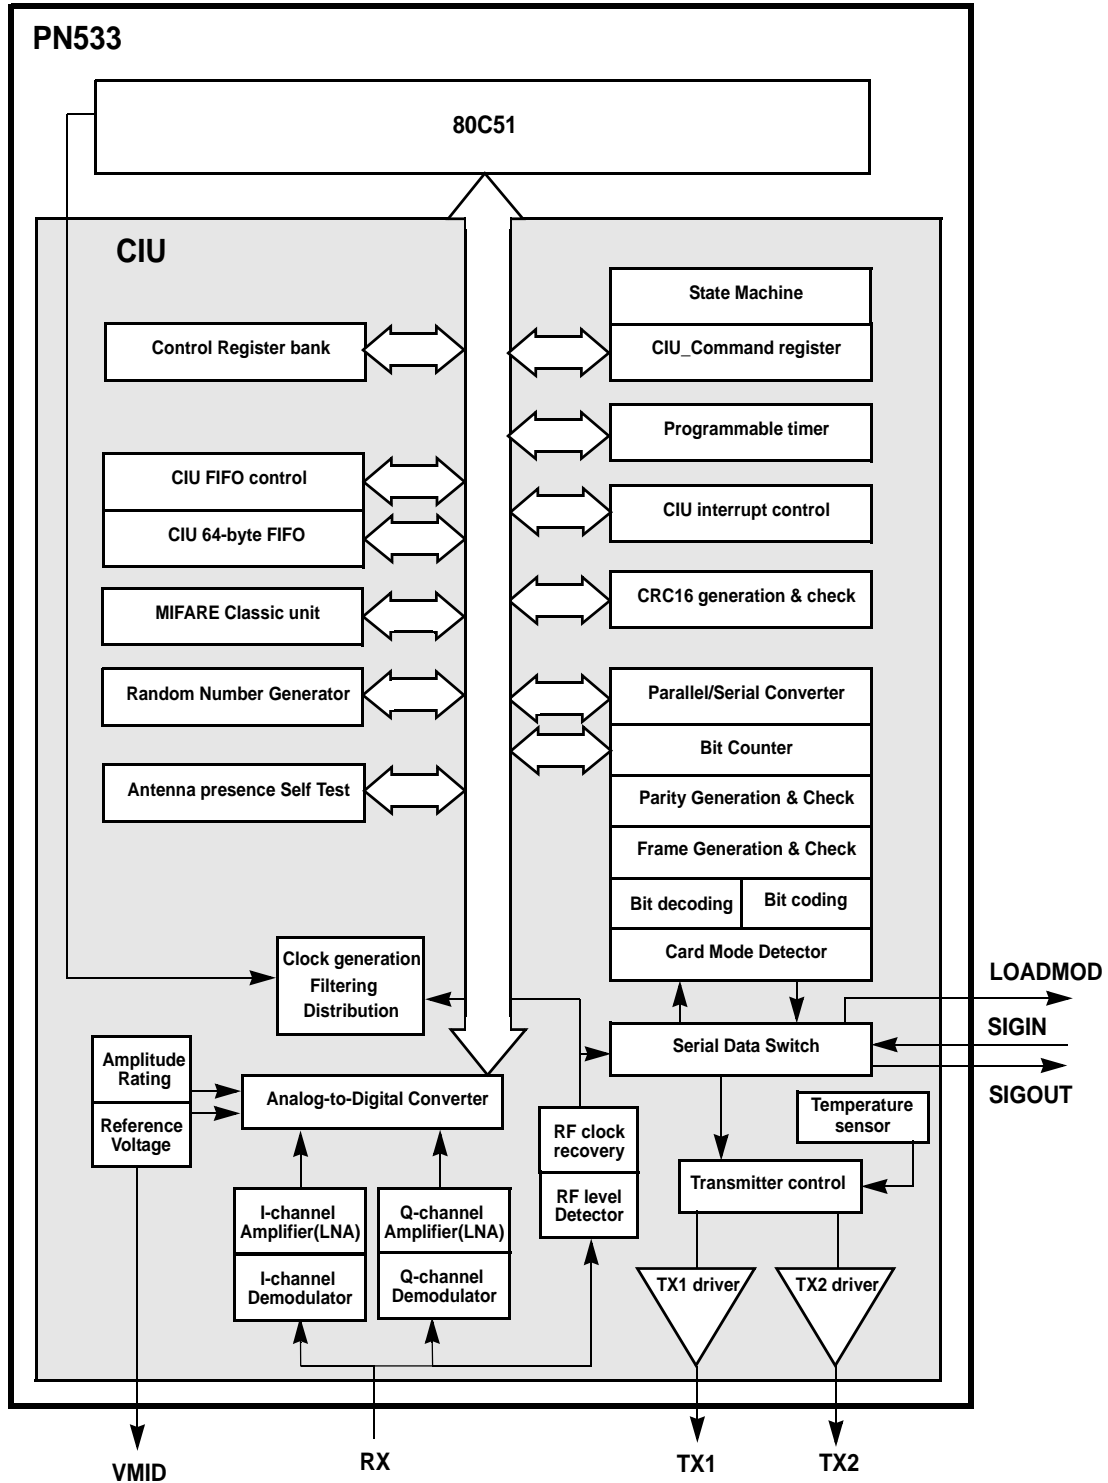 PN533
80C51
CIU
State Machine
Control Register bank
CIU_Command register
Programmable timer
CIU FIFO control
CIU interrupt control
CIU 64-byte FIFO
CRC16 generation & check
MIFARE Classic unit
Random Number Generator
Parallel/Serial Converter
Bit Counter
Antenna presence Self Test
Parity Generation & Check
Frame Generation & Check
Bit decoding
Bit coding
Card Mode Detector
Clock generation
Filtering
Distribution
LOADMOD
SIGIN
Serial Data Switch
SIGOUT
Amplitude
Rating
Reference
Voltage
Analog-to-Digital Converter
Temperature
sensor
RF clock
recovery
RF level
Detector
Transmitter control
I-channel
Amplifier(LNA)
Q-channel
Amplifier(LNA)
I-channel
Demodulator
Q-channel
Demodulator
TX1 driver
TX2 driver
VMID
RX
TX1
TX2